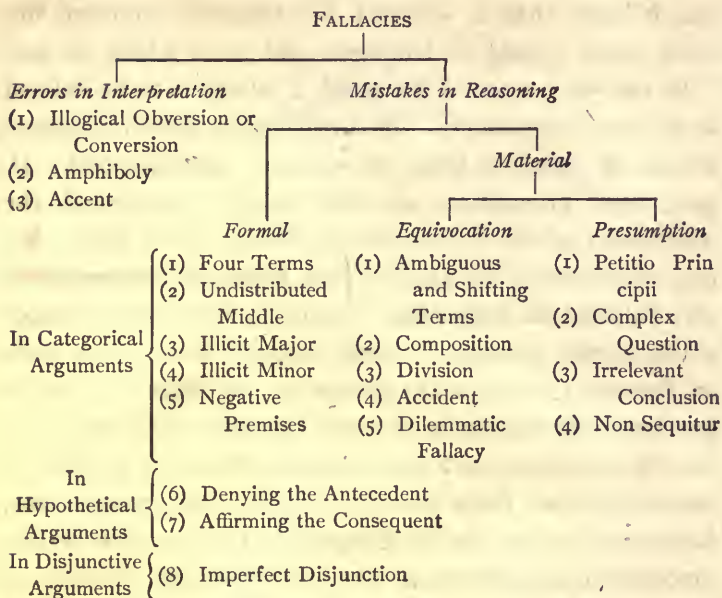 FALLACIES
Errors in Interpretation
(1) Illogical Obversion or
Conversion
(2) Amphiboly
(3) Accent
Mistakes in Reasoning
Material
Formal
(1) Four Terms
(2) Undistributed
Middle
(3) Illicit Major
(4) Illicit Minor
(5) Negative
Premises
Equivocation
(1) Ambiguous
and Shifting
Terms
(2) Composition
(3) Division
(4) Accident
(5) Dilemmatic
Fallacy
Presumption
(1) Petitio Prin
cipii
(2) Complex
Question
(3) Irrelevant
Conclusion
(4) Non Sequitur
In Categorical
Arguments
In
Hypothetical
Arguments
(6) Denying the Antecedent
(7) Affirming the Consequent
In Disjunctive
Arguments
(8) Imperfect Disjunction